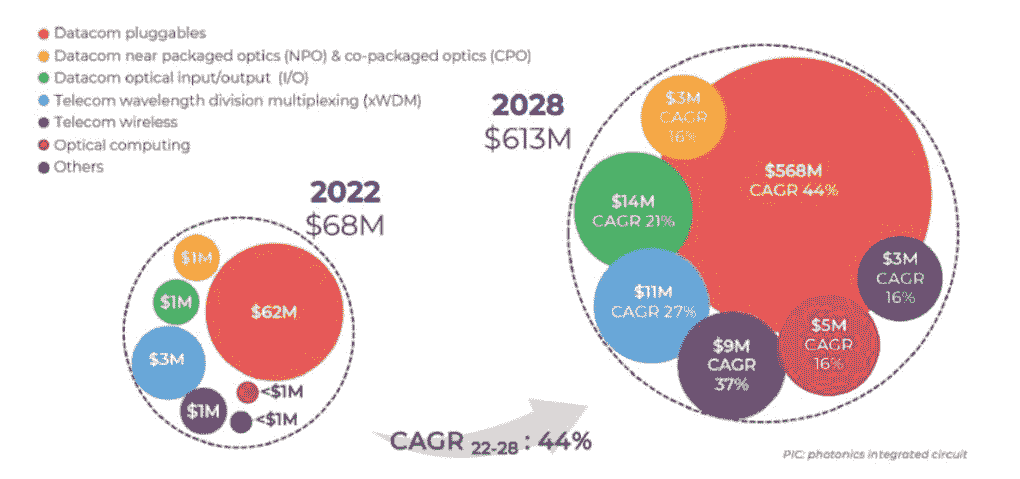 Datacom pluggables
Datacom near packaged optics (NPO) & co-packaged optics (CPO)
Datacom optical input/output (I/O)
Telecom wavelength division multiplexing (xWDM)
Telecom wireless
Optical computing
Others
2022
$68M
$1M
$1M
$62M
$3M
$1M
<$1M
<$1M
2028
$613M
$3M
CAGR
16%
$568M
CAGR 44%
$14M
CAGR 21%
$11M
CAGR 27%
$9M
CAGR
37%
$5M
CAGR
16%
$3M
CAGR
16%
CAGR 22-28 : 44%
PIC: photonics integrated circuit